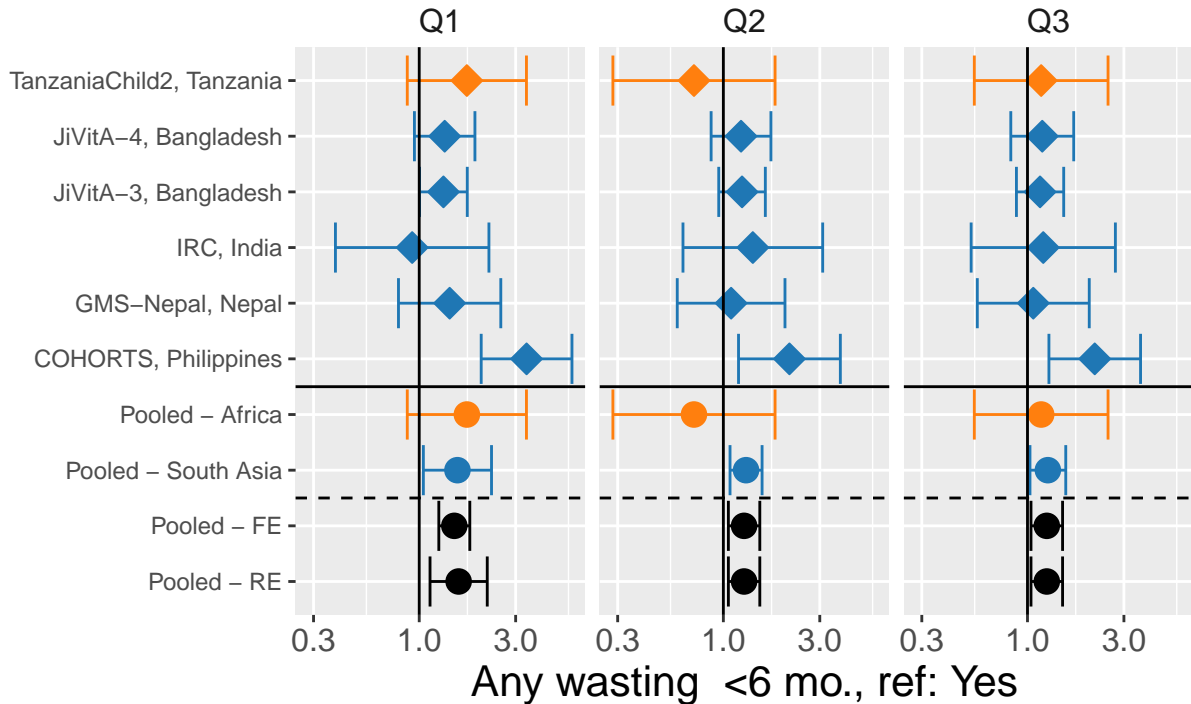 Q1 Q2 Q3
TanzaniaChild2, Tanzania
JiVitA−4, Bangladesh
JiVitA−3, Bangladesh
IRC, India
GMS−Nepal, Nepal
COHORTS, Philippines
Pooled − Africa
Pooled − South Asia
Pooled − FE
Pooled − RE
0.3 1.0 3.0 0.3 1.0 3.0 0.3 1.0 3.0
Any wasting  <6 mo., ref: Yes